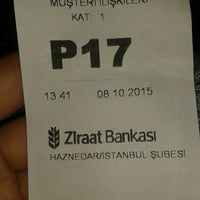 MÜŞTERİ İLİŞKİLERİ
KAT: 1
P17
13:41 08.10.2015
Ziraat Bankası
HAZNEDAR/İSTANBUL ŞUBESİ